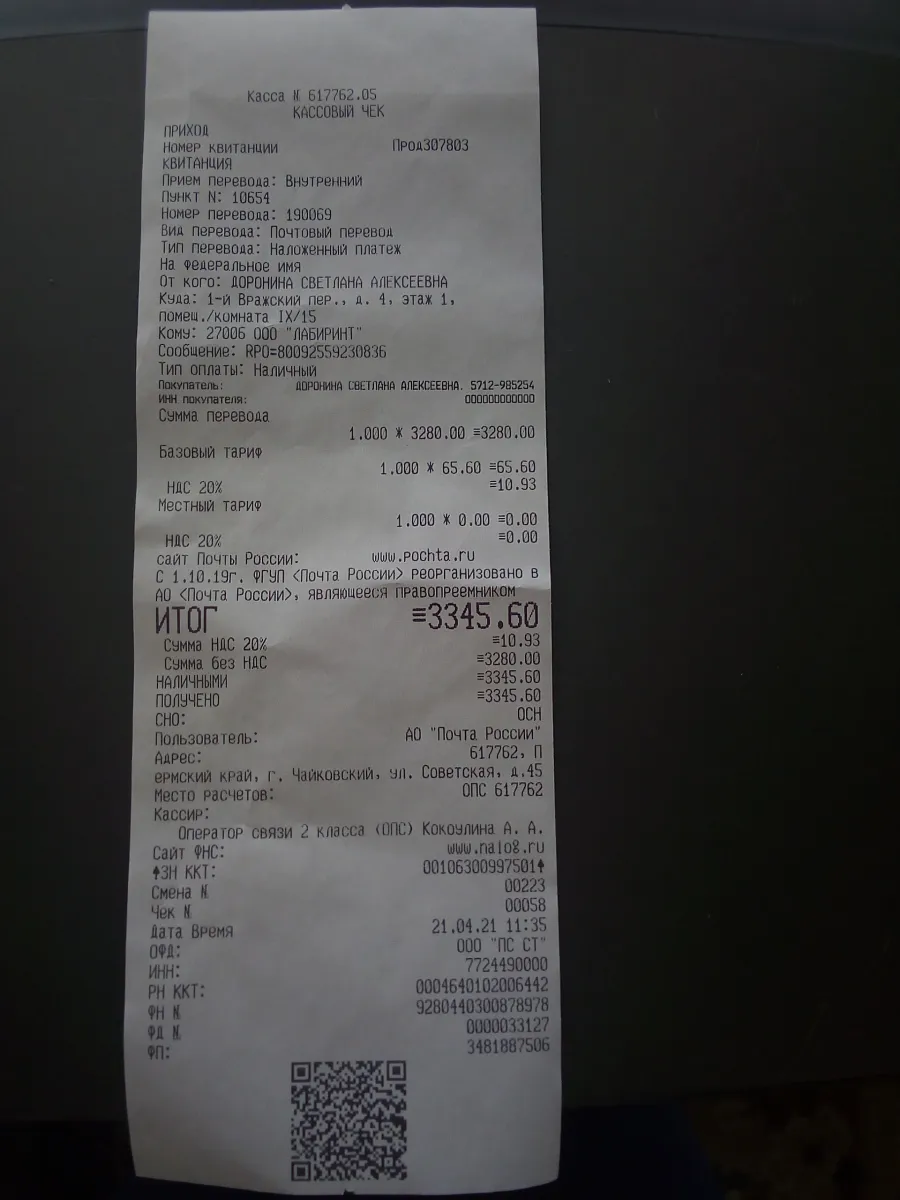 Касса № 617762.05
КАССОВЫЙ ЧЕК
ПРИХОД
Номер квитанции Прод307803
КВИТАНЦИЯ
Прием перевода: Внутренний
Пункт N: 10654
Номер перевода: 190069
Вид перевода: Почтовый перевод
Тип перевода: Наложенный платеж
На федеральное имя
От кого: ДОРОНИНА СВЕТЛАНА АЛЕКСЕЕВНА
Куда: 1-й Вражский пер., д. 4, этаж 1,
помещ./комната IX/15
Кому: 27006 ООО "ЛАБИРИНТ"
Сообщение: RPO=80092559230836
Тип оплаты: Наличный
Покупатель: ДОРОНИНА СВЕТЛАНА АЛЕКСЕЕВНА. 5712-985254
ИНН покупателя: 000000000000
Сумма перевода
1.000 * 3280.00 ≡3280.00
Базовый тариф
1.000 * 65.60 ≡65.60
НДС 20% ≡10.93
Местный тариф
1.000 * 0.00 ≡0.00
НДС 20% ≡0.00
сайт Почты России: www.pochta.ru
С 1.10.19г. ФГУП <Почта России> реорганизовано в
АО <Почта России>, являющееся правопреемником
ИТОГ ≡3345.60
Сумма НДС 20% ≡10.93
Сумма без НДС ≡3280.00
НАЛИЧНЫМИ ≡3345.60
ПОЛУЧЕНО ≡3345.60
СНО: ОСН
Пользователь: АО "Почта России"
Адрес: 617762, П
ермский край, г. Чайковский, ул. Советская, д.45
Место расчетов: ОПС 617762
Кассир:
Оператор связи 2 класса (ОПС) Кокоулина А. А.
Сайт ФНС: www.nalog.ru
↑ЗН ККТ: 00106300997501↑
Смена № 00223
Чек № 00058
Дата Время 21.04.21 11:35
ОФД: ООО "ПС СТ"
ИНН: 7724490000
РН ККТ: 0004640102006442
ФН № 9280440300878978
ФД № 0000033127
ФП: 3481887506